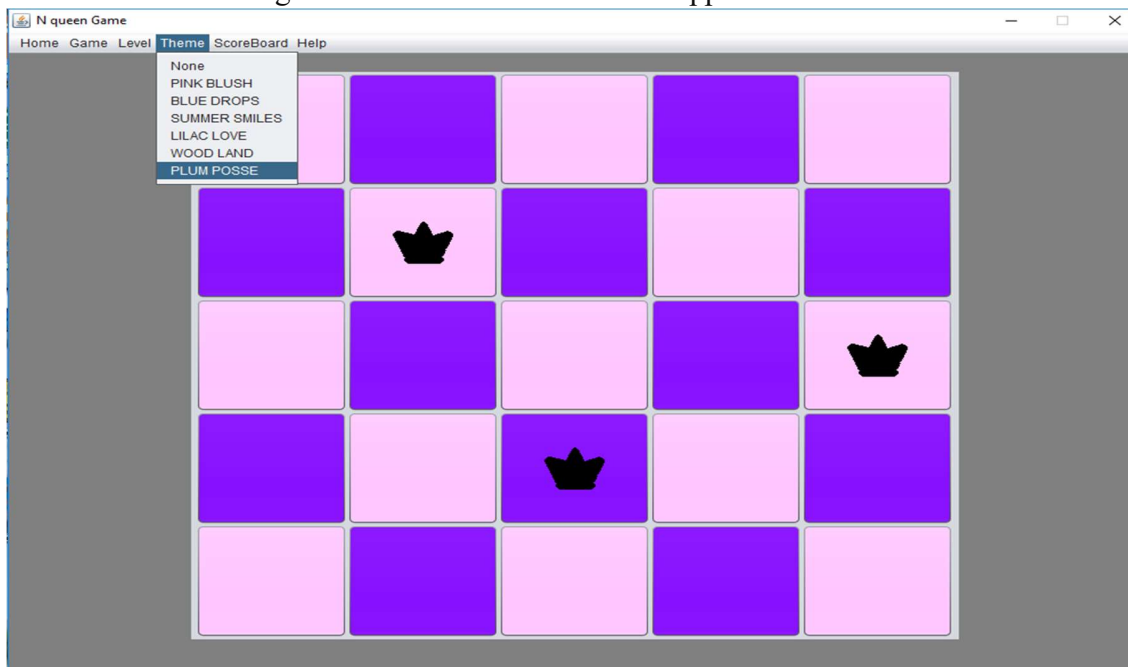 N queen Game
Home Game Level Theme ScoreBoard Help
None
PINK BLUSH
BLUE DROPS
SUMMER SMILES
LILAC LOVE
WOOD LAND
PLUM POSSE